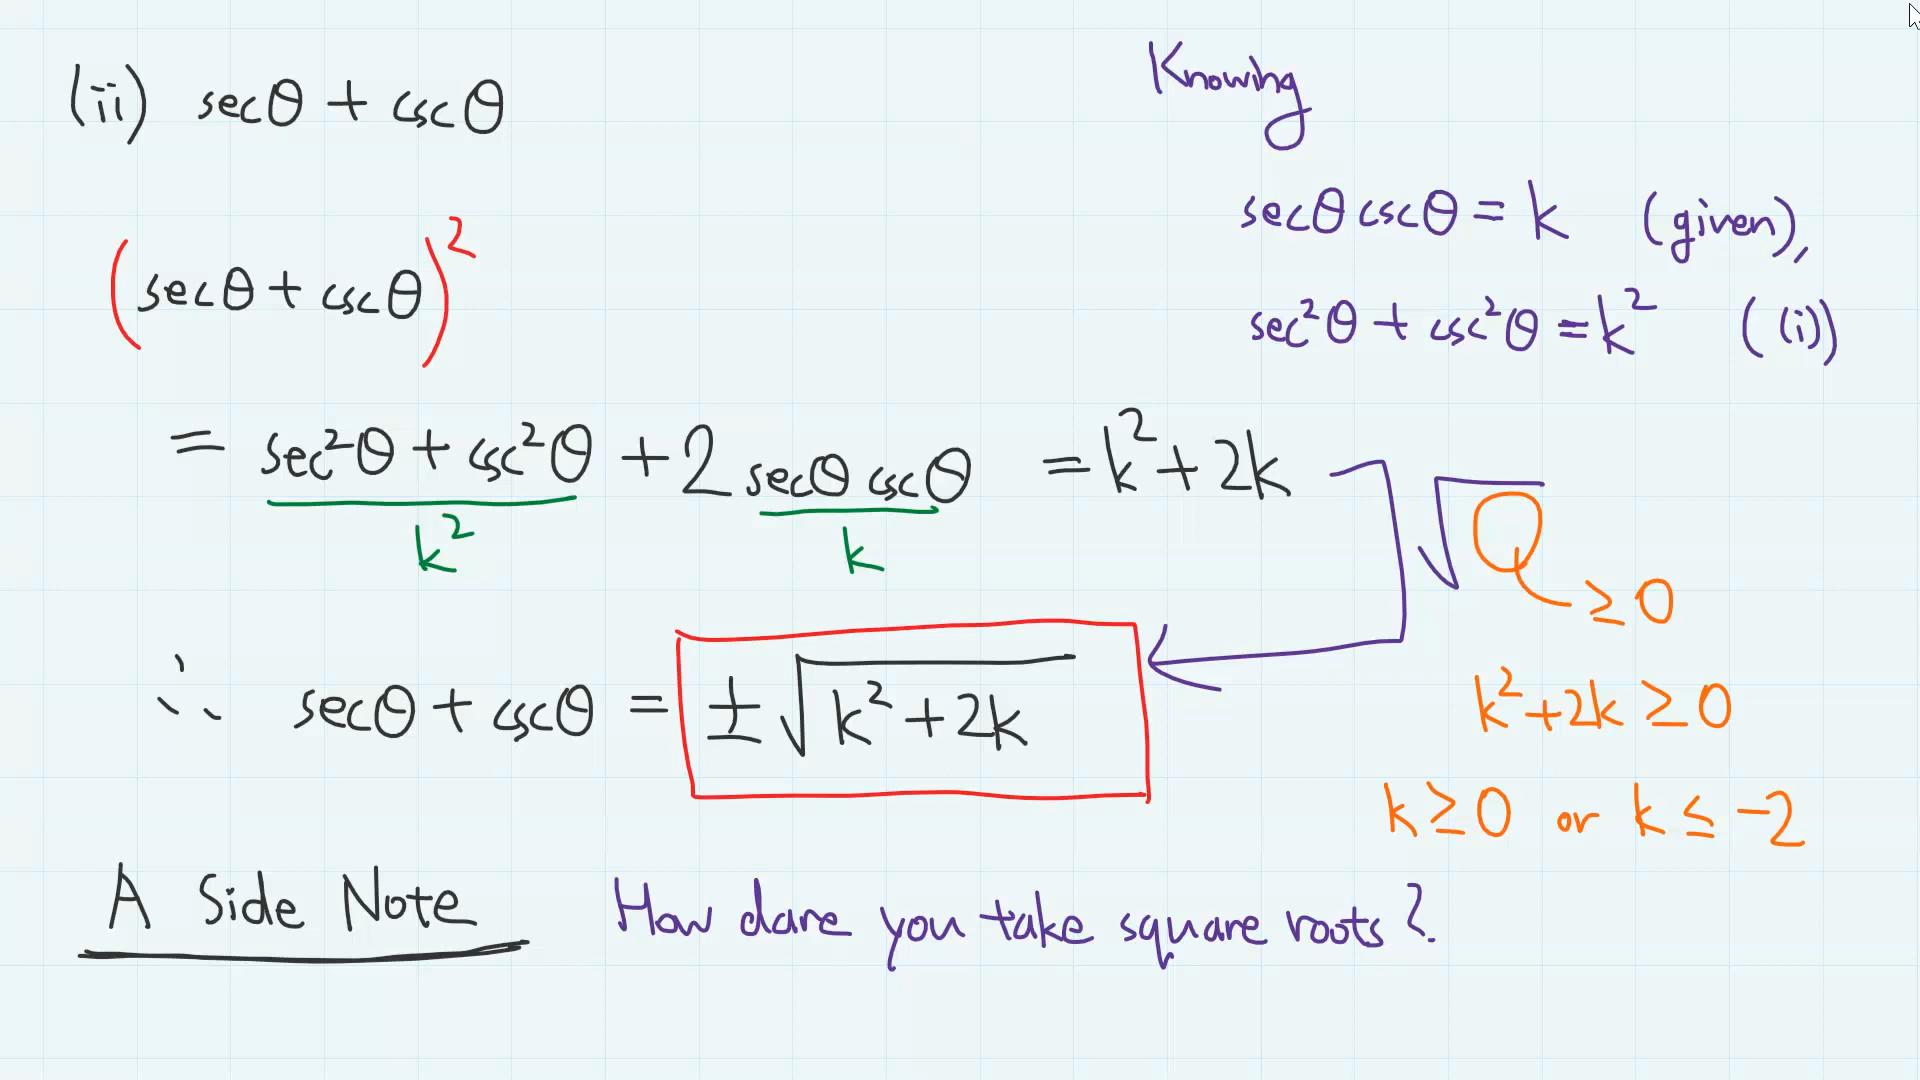 (ii) secθ + cscθ
Knowing
secθ cscθ = k (given),
sec²θ + csc²θ = k² ((i))
(secθ + cscθ)²
= sec²θ + csc²θ + 2 secθ cscθ = k² + 2k
k² k
√ ≥ 0
k² + 2k ≥ 0
k ≥ 0 or k ≤ -2
∴ secθ + cscθ = ±√(k² + 2k)
A Side Note How dare you take square roots?